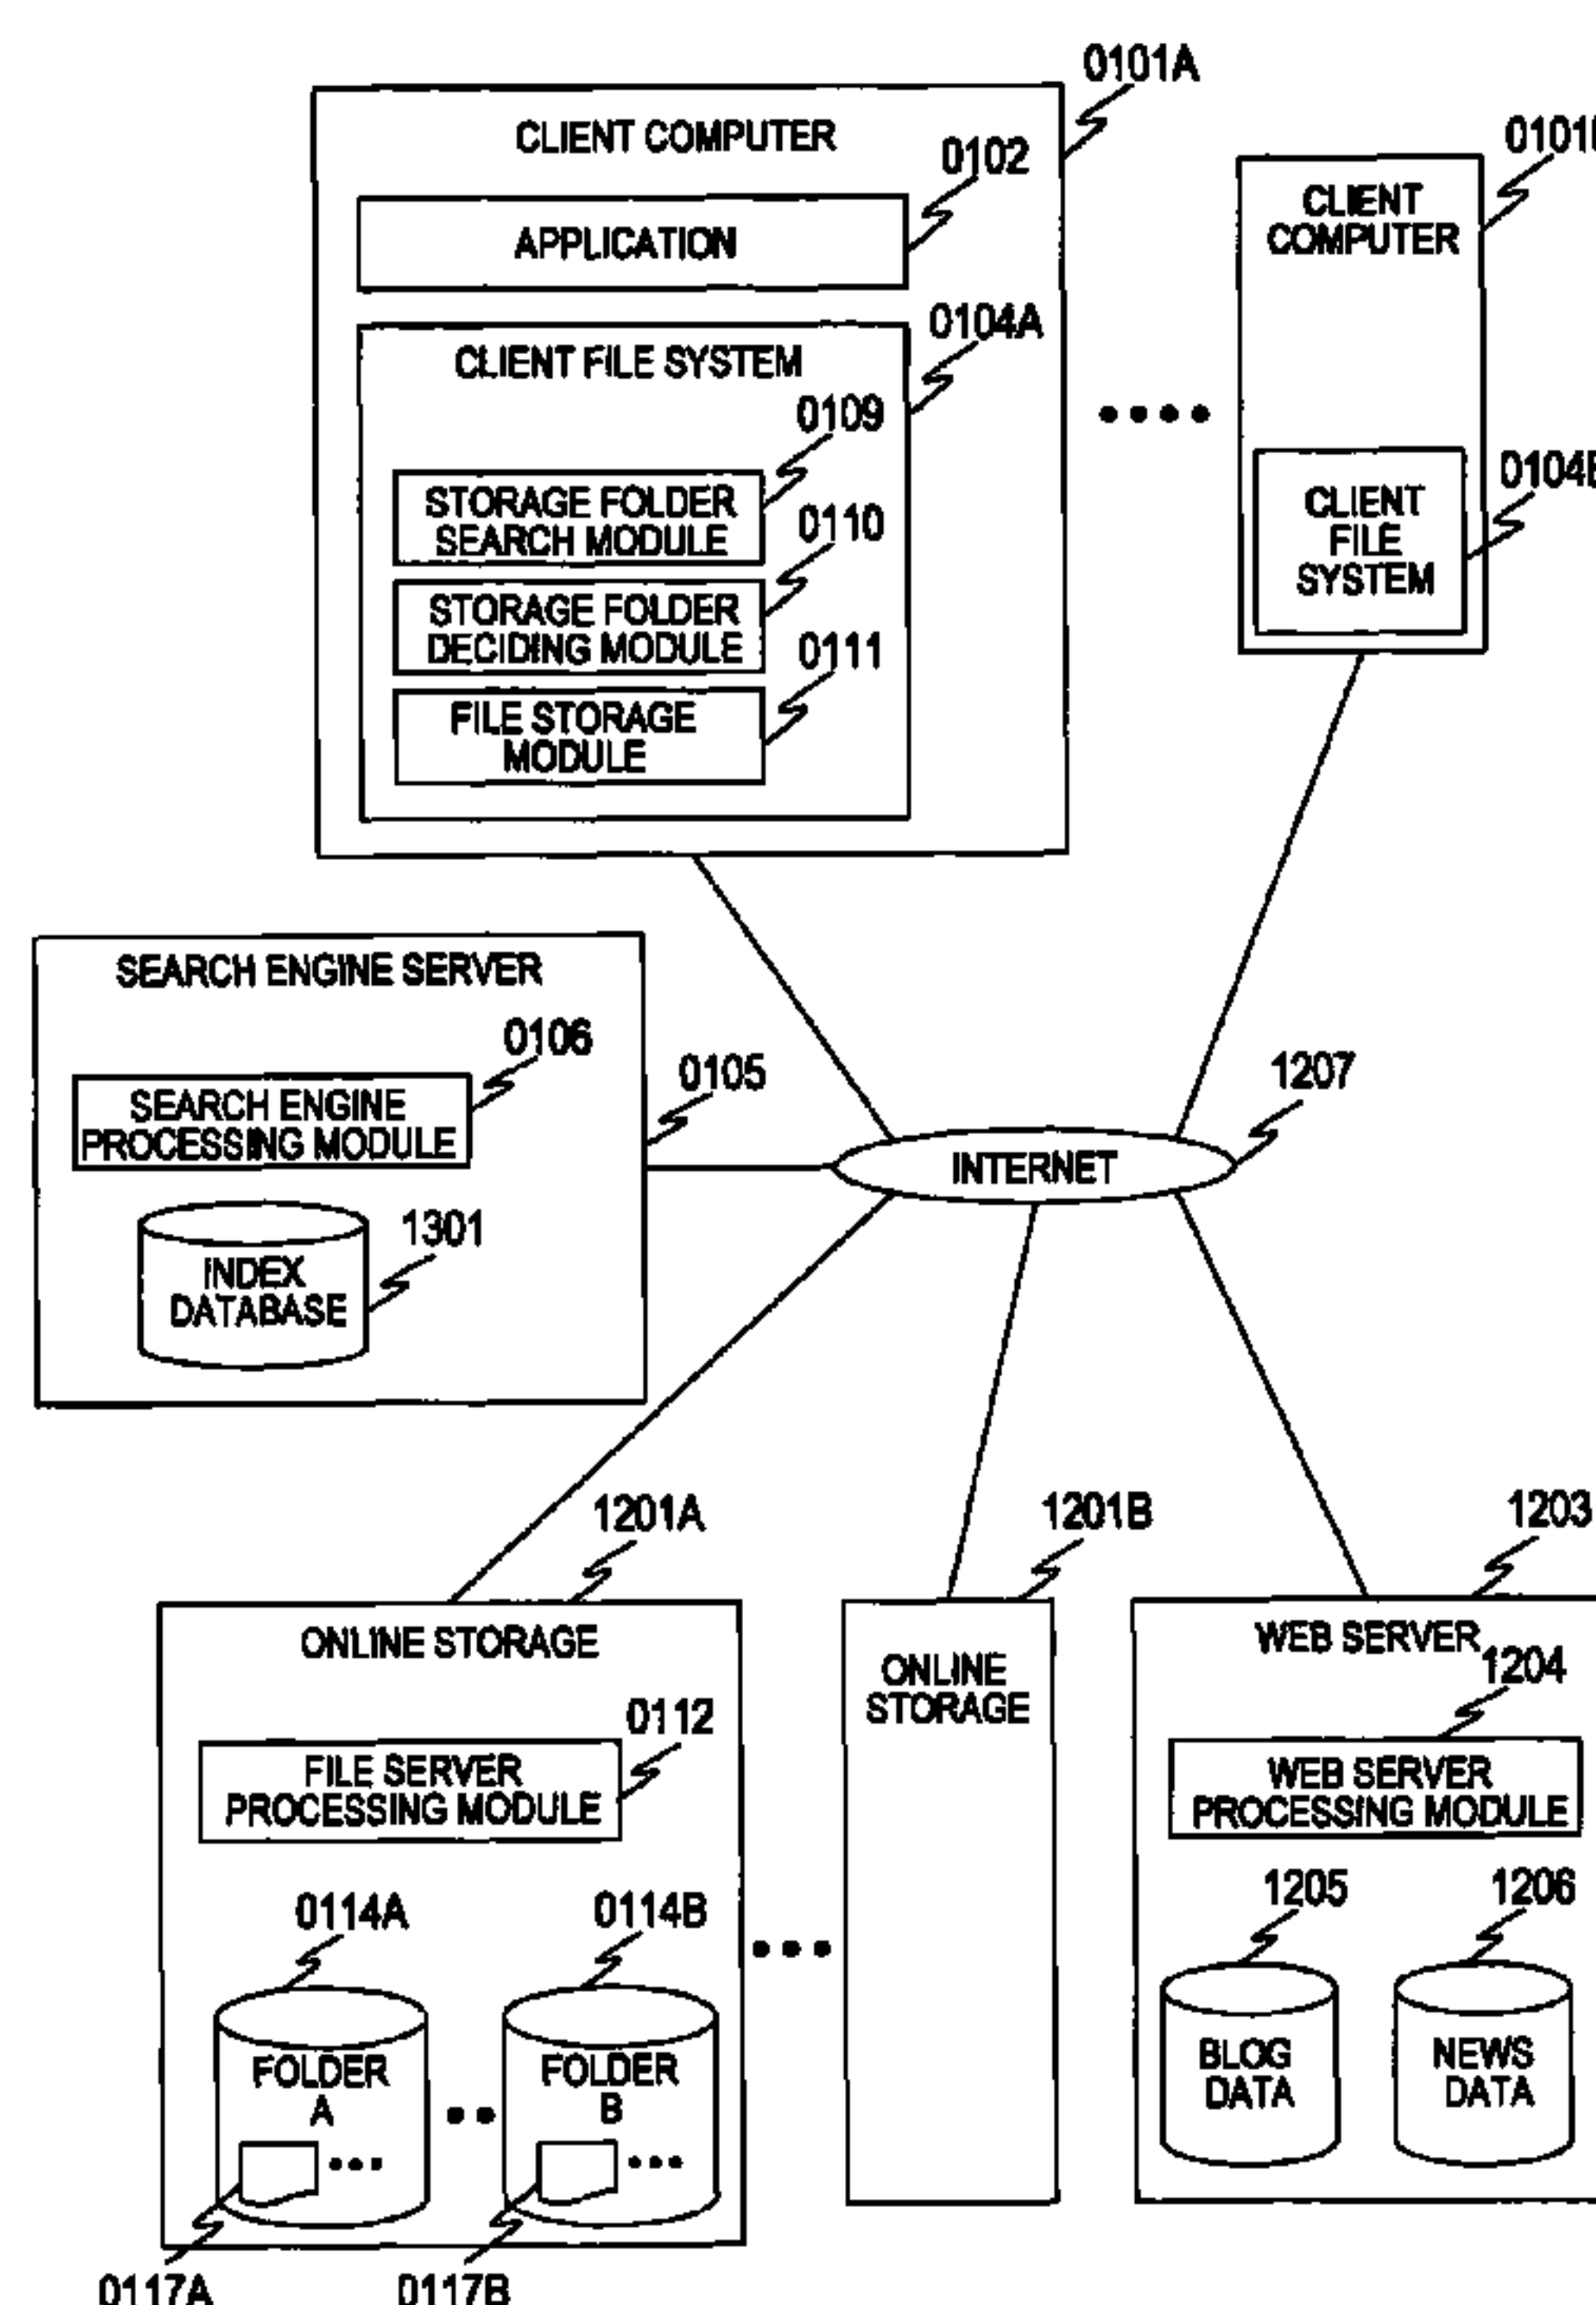 0101A
CLIENT COMPUTER
0102
APPLICATION
0104A
CLIENT FILE SYSTEM
0109
STORAGE FOLDER
SEARCH MODULE
0110
STORAGE FOLDER
DECIDING MODULE
0111
FILE STORAGE
MODULE
CLIENT
COMPUTER
CLIENT
FILE
SYSTEM
SEARCH ENGINE SERVER
0106
0105
SEARCH ENGINE
PROCESSING MODULE
1301
INDEX
DATABASE
1207
INTERNET
1201A
ONLINE STORAGE
0112
FILE SERVER
PROCESSING MODULE
0114A
0114B
FOLDER
A
FOLDER
B
0117A
0117B
1201B
ONLINE
STORAGE
1203
WEB SERVER
1204
WEB SERVER
PROCESSING MODULE
1205
1206
BLOG
DATA
NEWS
DATA